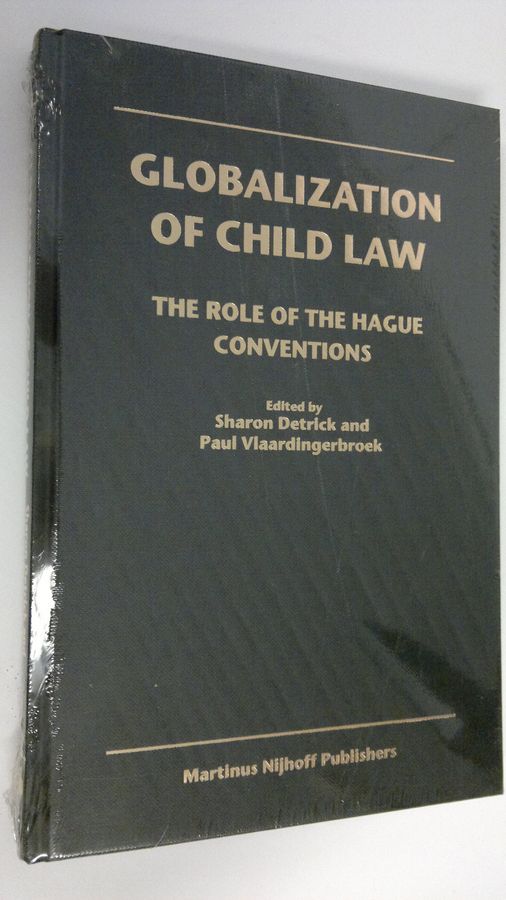 GLOBALIZATION
OF CHILD LAW
THE ROLE OF THE HAGUE
CONVENTIONS
Edited by
Sharon Detrick and
Paul Vlaardingerbroek
Martinus Nijhoff Publishers